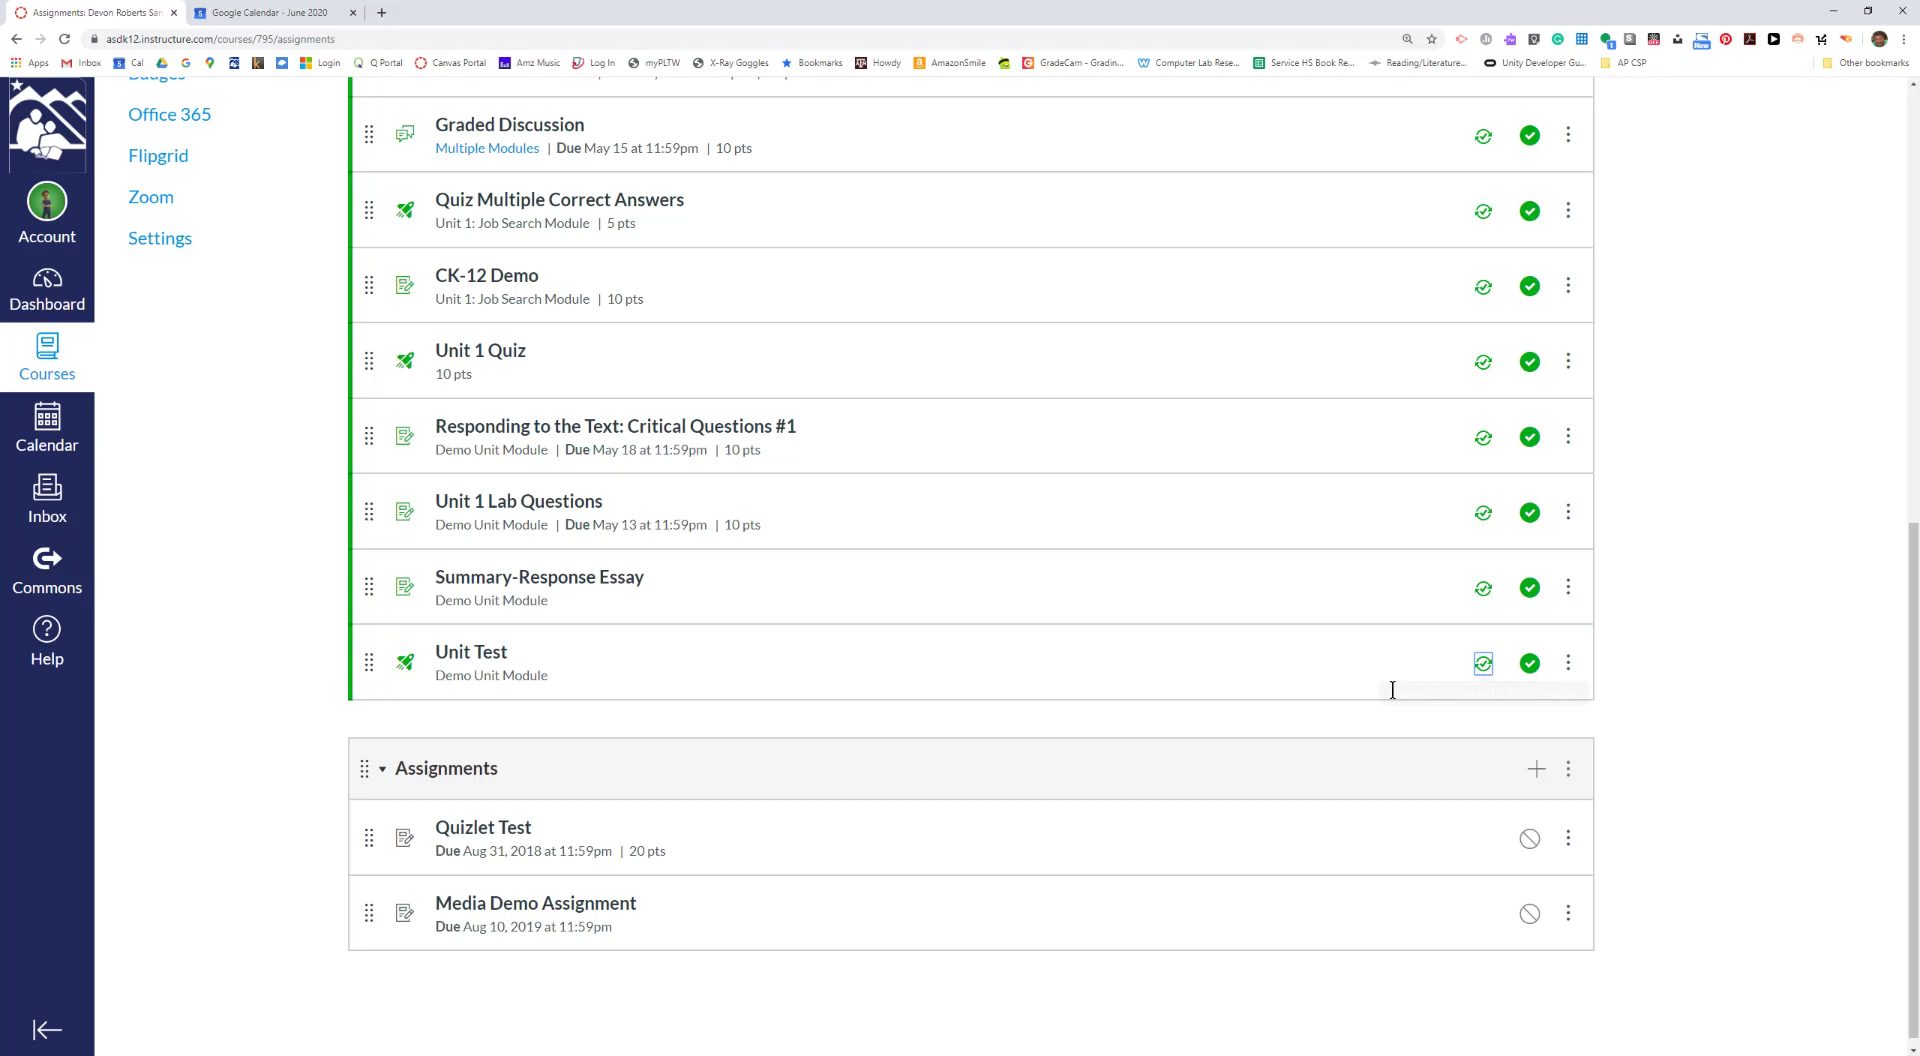 Assignments: Devon Roberts San
Google Calendar - June 2020
asdk12.instructure.com/courses/795/assignments
Apps
Inbox
Cal
Login
Q Portal
Canvas Portal
Amz Music
Log In
myPLTW
X-Ray Goggles
Bookmarks
Howdy
AmazonSmile
GradeCam - Gradin...
Computer Lab Rese...
Service HS Book Re...
Reading/Literature...
Unity Developer Gu...
AP CSP
Other bookmarks
New
Account
Dashboard
Courses
Calendar
Inbox
Commons
Help
Badges
Office 365
Flipgrid
Zoom
Settings
Graded Discussion
Multiple Modules | Due May 15 at 11:59pm | 10 pts
Quiz Multiple Correct Answers
Unit 1: Job Search Module | 5 pts
CK-12 Demo
Unit 1: Job Search Module | 10 pts
Unit 1 Quiz
10 pts
Responding to the Text: Critical Questions #1
Demo Unit Module | Due May 18 at 11:59pm | 10 pts
Unit 1 Lab Questions
Demo Unit Module | Due May 13 at 11:59pm | 10 pts
Summary-Response Essay
Demo Unit Module
Unit Test
Demo Unit Module
Assignments
Quizlet Test
Due Aug 31, 2018 at 11:59pm | 20 pts
Media Demo Assignment
Due Aug 10, 2019 at 11:59pm